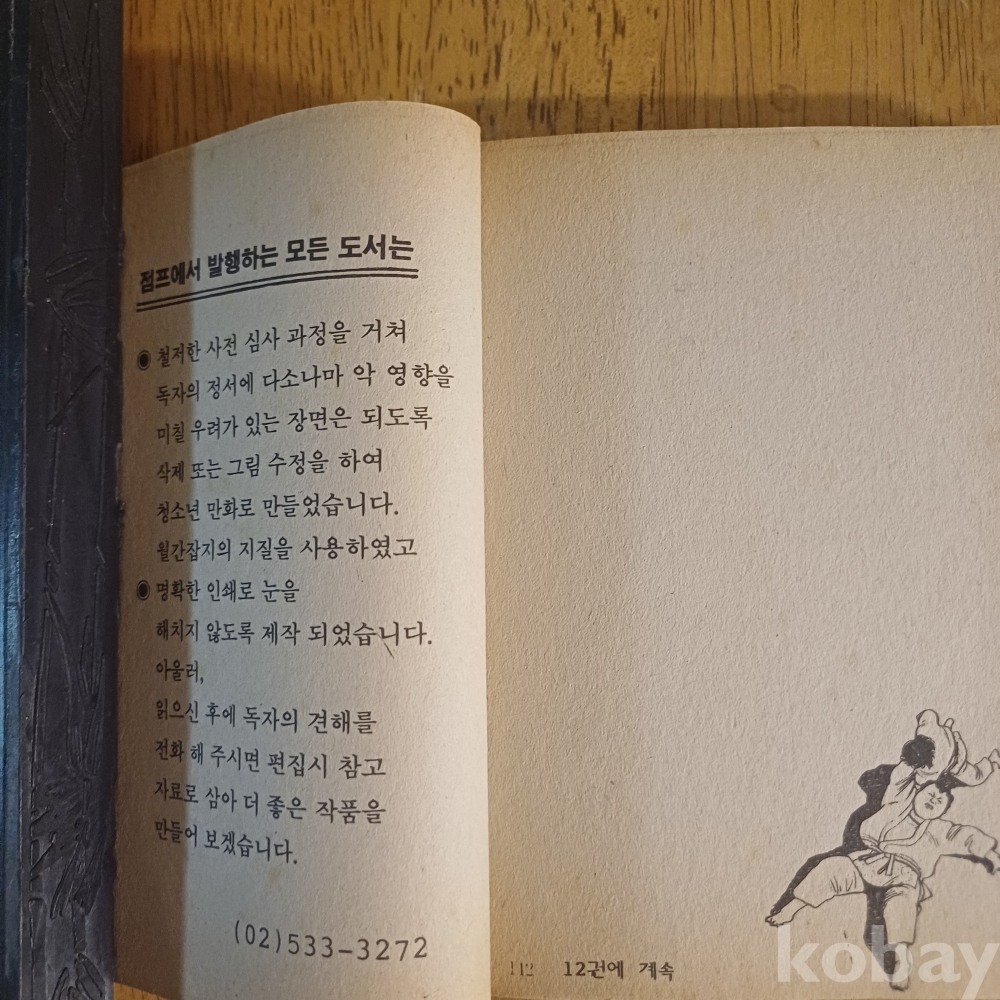 점프에서 발행하는 모든 도서는
◉ 철저한 사전 심사 과정을 거쳐
독자의 정서에 다소나마 악 영향을
미칠 우려가 있는 장면은 되도록
삭제 또는 그림 수정을 하여
청소년 만화로 만들었습니다.
월간잡지의 지질을 사용하였고
◉ 명확한 인쇄로 눈을
해치지 않도록 제작 되었습니다.
아울러,
읽으신 후에 독자의 견해를
전화 해 주시면 편집시 참고
자료로 삼아 더 좋은 작품을
만들어 보겠습니다.
(02)533-3272
112 12권에 계속
kobay